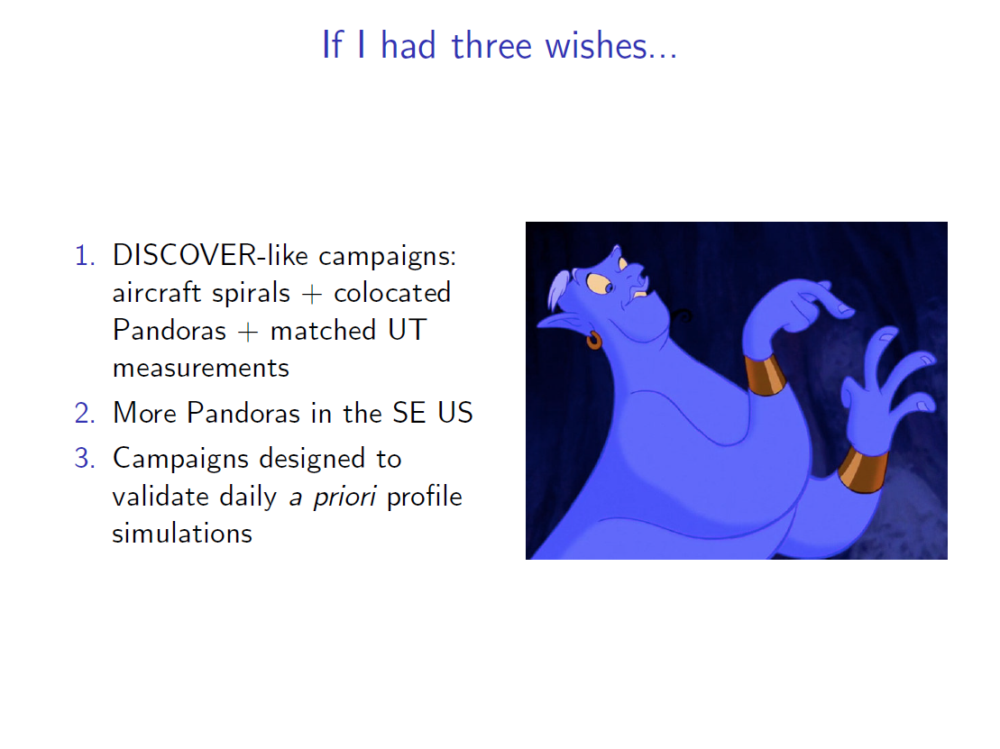 If I had three wishes...
1. DISCOVER-like campaigns:
aircraft spirals + colocated
Pandoras + matched UT
measurements
2. More Pandoras in the SE US
3. Campaigns designed to
validate daily a priori profile
simulations